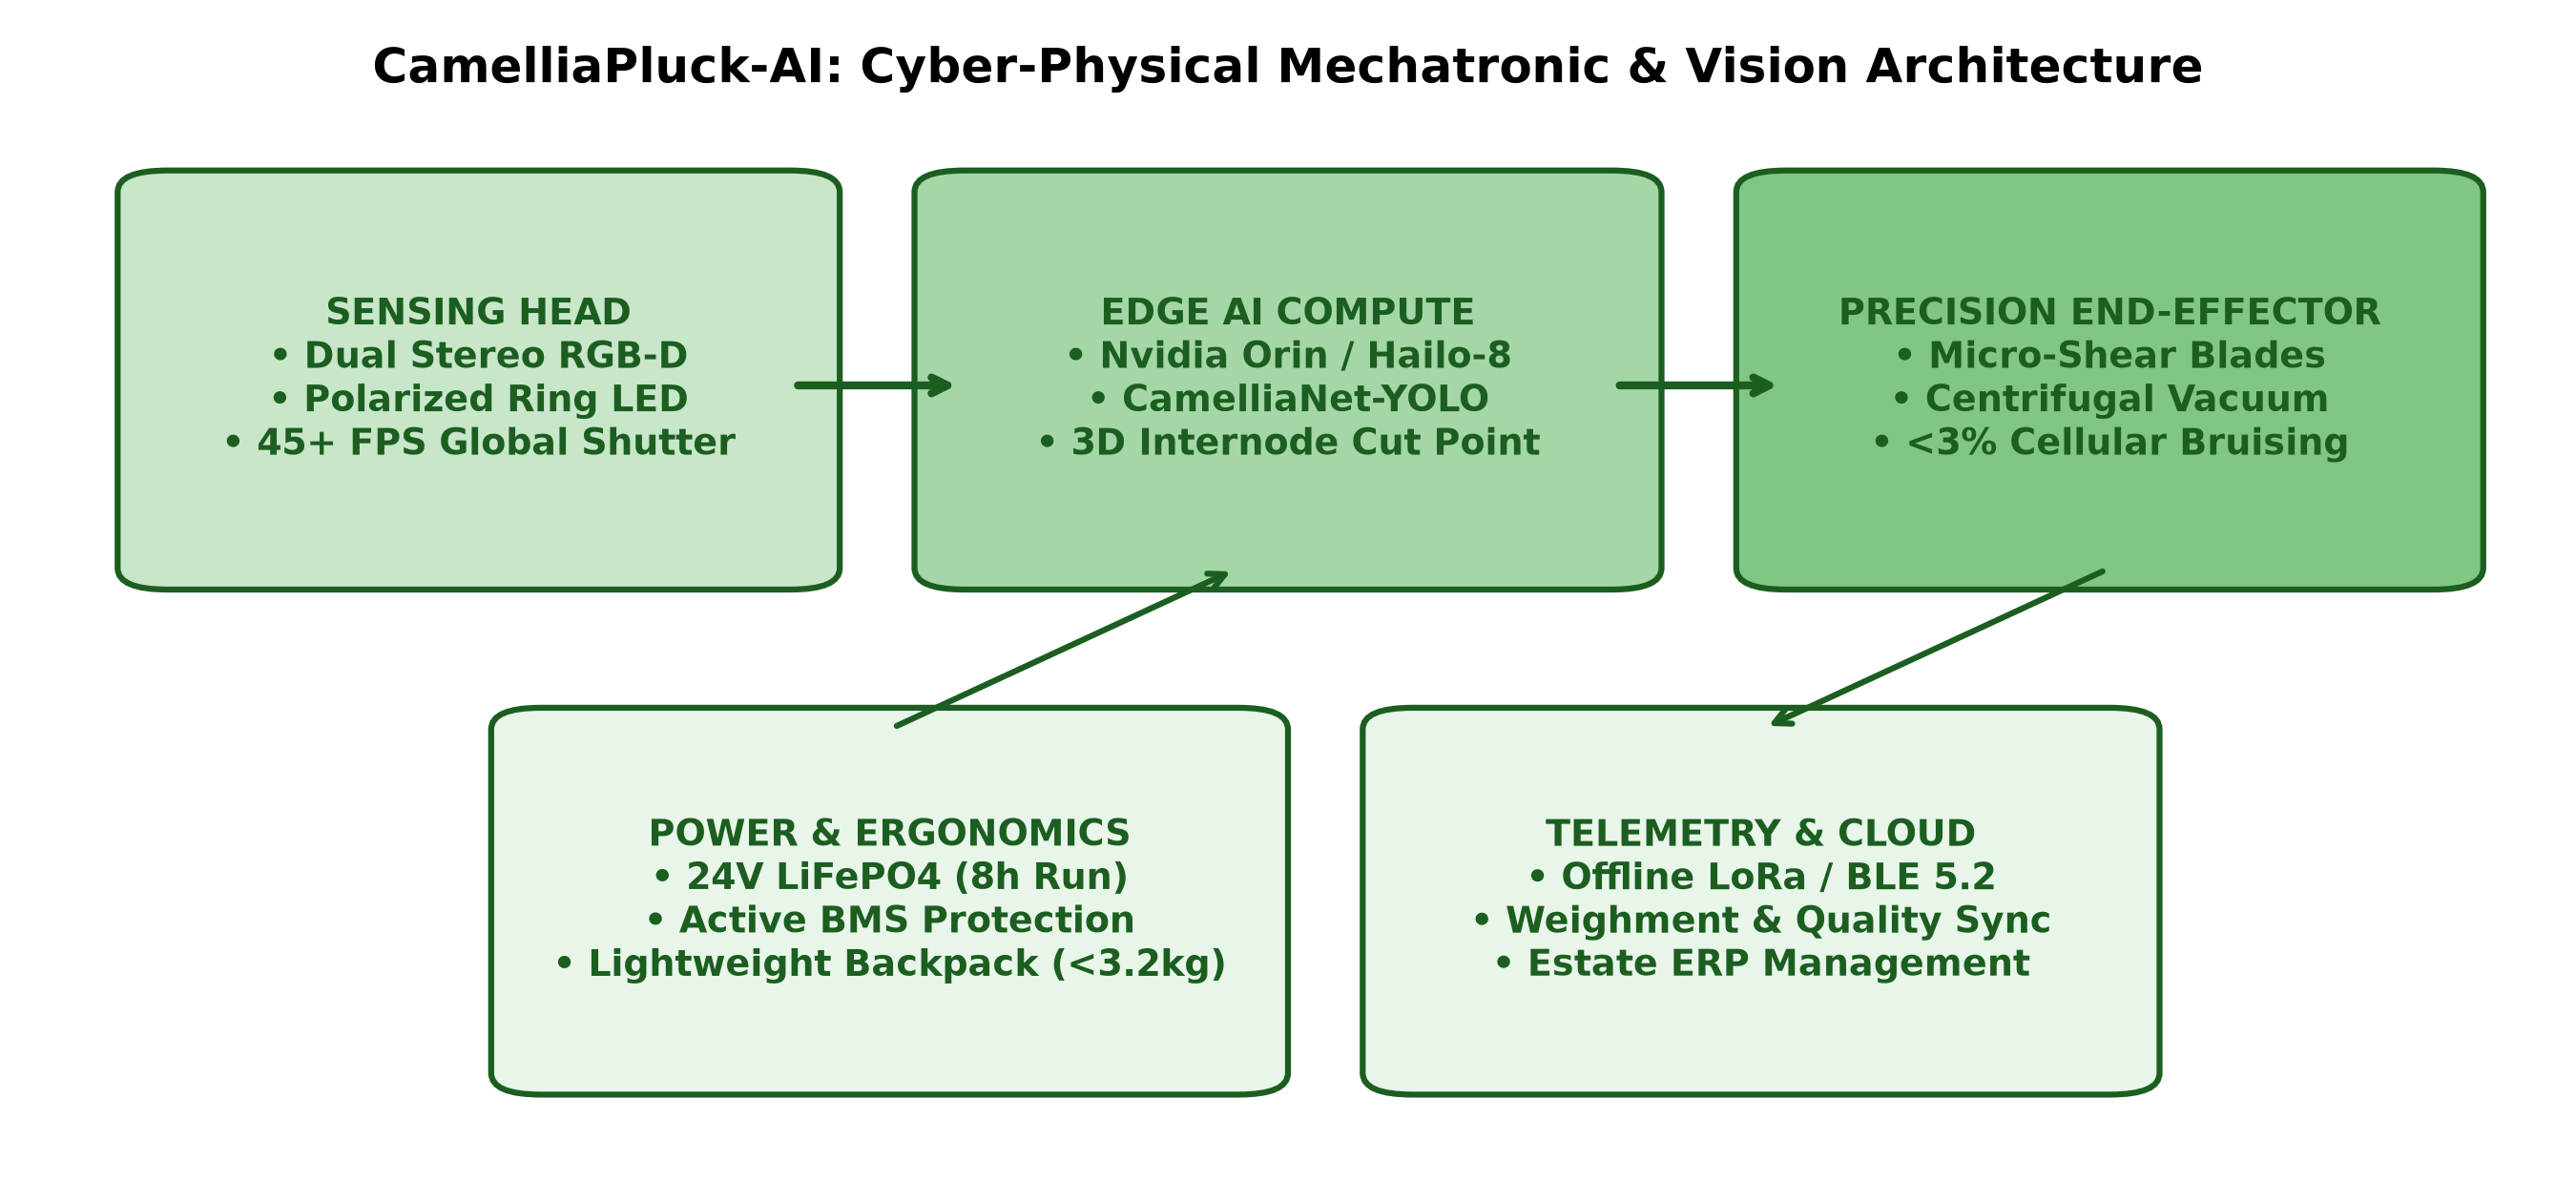 CamelliaPluck-AI: Cyber-Physical Mechatronic & Vision Architecture
SENSING HEAD
• Dual Stereo RGB-D
• Polarized Ring LED
• 45+ FPS Global Shutter
EDGE AI COMPUTE
• Nvidia Orin / Hailo-8
• CamelliaNet-YOLO
• 3D Internode Cut Point
PRECISION END-EFFECTOR
• Micro-Shear Blades
• Centrifugal Vacuum
• <3% Cellular Bruising
POWER & ERGONOMICS
• 24V LiFePO4 (8h Run)
• Active BMS Protection
• Lightweight Backpack (<3.2kg)
TELEMETRY & CLOUD
• Offline LoRa / BLE 5.2
• Weighment & Quality Sync
• Estate ERP Management